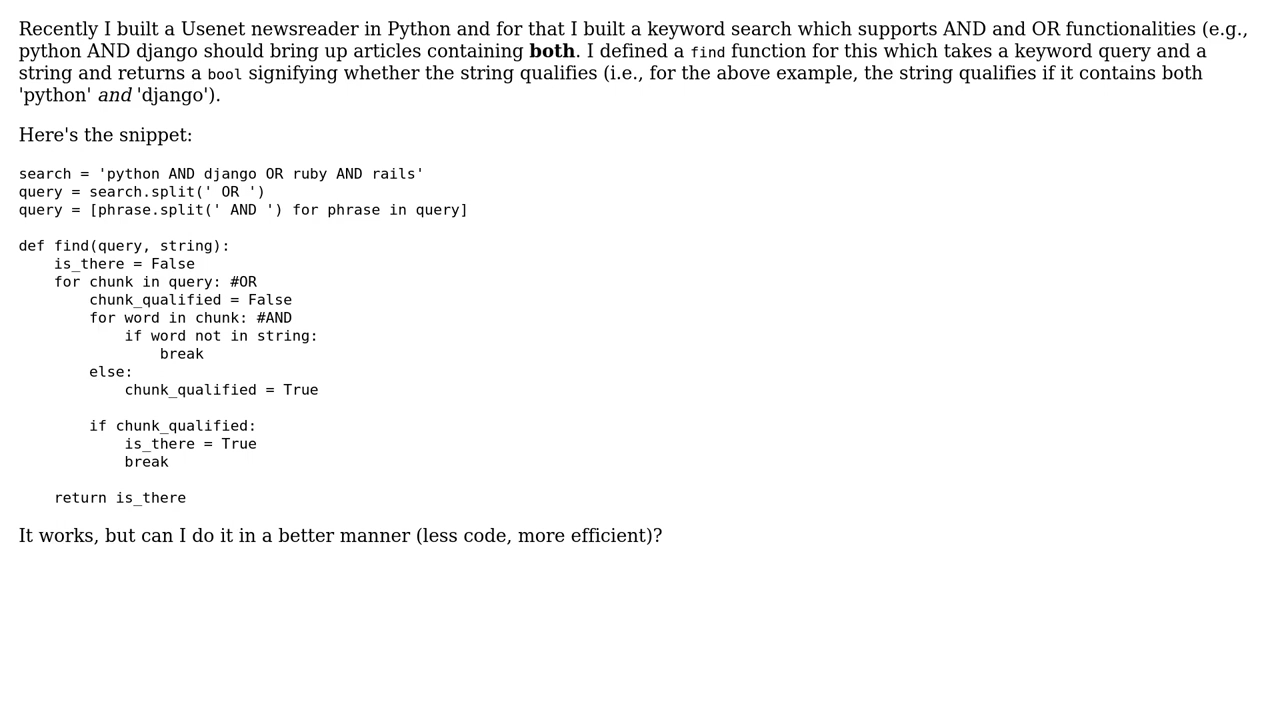 Recently I built a Usenet newsreader in Python and for that I built a keyword search which supports AND and OR functionalities (e.g.,
python AND django should bring up articles containing both. I defined a find function for this which takes a keyword query and a
string and returns a bool signifying whether the string qualifies (i.e., for the above example, the string qualifies if it contains both
'python' and 'django').
Here's the snippet:
search = 'python AND django OR ruby AND rails'
query = search.split(' OR ')
query = [phrase.split(' AND ') for phrase in query]
def find(query, string):
    is_there = False
    for chunk in query: #OR
        chunk_qualified = False
        for word in chunk: #AND
            if word not in string:
                break
        else:
            chunk_qualified = True
        if chunk_qualified:
            is_there = True
            break
    return is_there
It works, but can I do it in a better manner (less code, more efficient)?